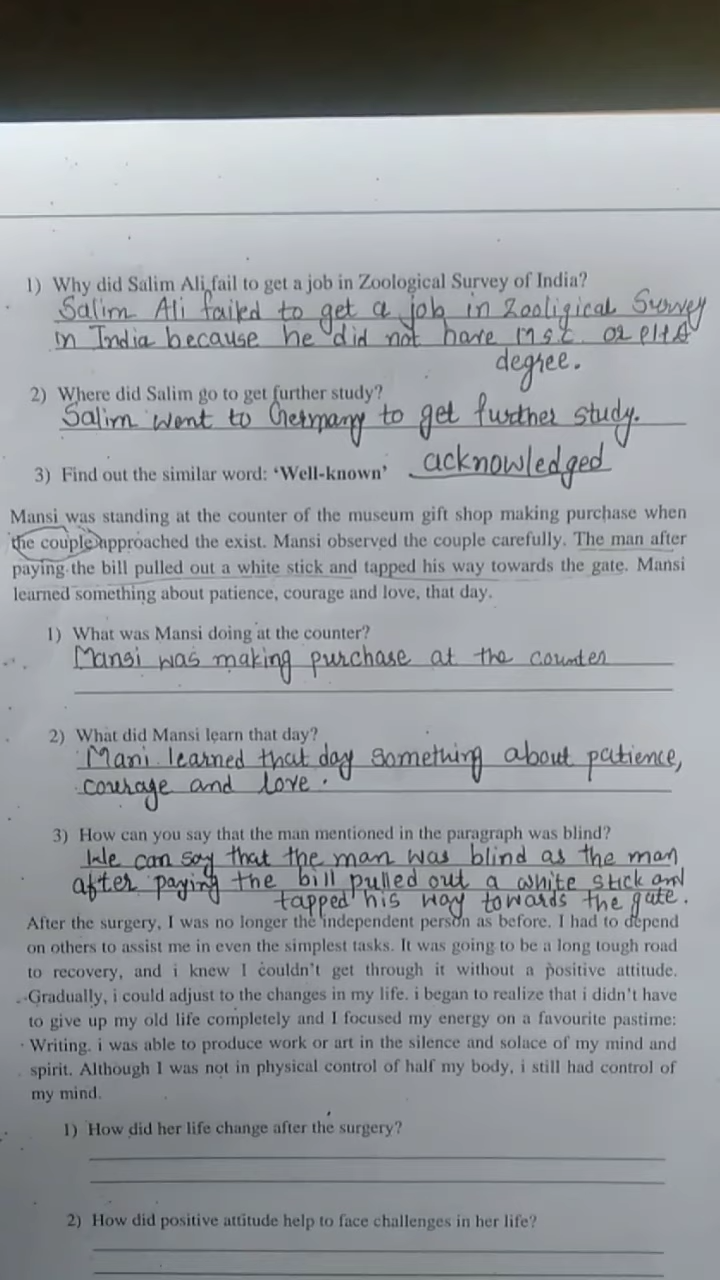 1) Why did Salim Ali fail to get a job in Zoological Survey of India?
Salim Ali failed to get a job in Zooligical Survey
in India because he did not have
degree.
2) Where did Salim go to get further study?
Salim went to Germany to get further study.
3) Find out the similar word: ‘Well-known’ acknowledged
Mansi was standing at the counter of the museum gift shop making purchase when
the couple approached the exist. Mansi observed the couple carefully. The man after
paying the bill pulled out a white stick and tapped his way towards the gate. Mansi
learned something about patience, courage and love, that day.
1) What was Mansi doing at the counter?
Mansi was making purchase at the counter
2) What did Mansi learn that day?
Mani learned that day something about patience,
courage and love.
3) How can you say that the man mentioned in the paragraph was blind?
We can say that the man was blind as the man
after paying the bill pulled out a white stick and
tapped his way towards the gate.
After the surgery, I was no longer the independent person as before. I had to depend
on others to assist me in even the simplest tasks. It was going to be a long tough road
to recovery, and i knew I couldn't get through it without a positive attitude.
Gradually, i could adjust to the changes in my life. i began to realize that i didn't have
to give up my old life completely and I focused my energy on a favourite pastime:
Writing. i was able to produce work or art in the silence and solace of my mind and
spirit. Although I was not in physical control of half my body, i still had control of
my mind.
1) How did her life change after the surgery?
2) How did positive attitude help to face challenges in her life?